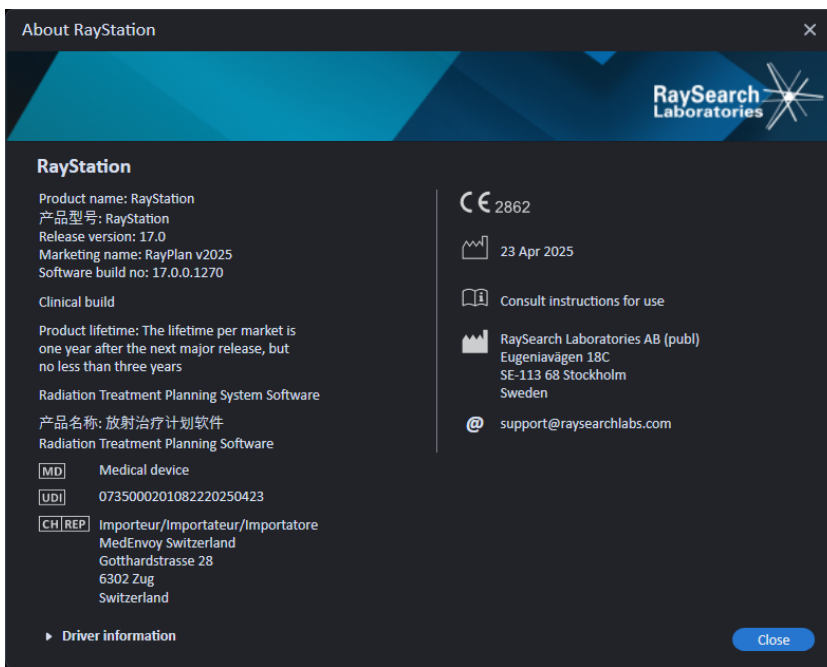 About RayStation
RaySearch
Laboratories
RayStation
Product name: RayStation
产品型号: RayStation
Release version: 17.0
Marketing name: RayPlan v2025
Software build no: 17.0.0.1270
Clinical build
Product lifetime: The lifetime per market is
one year after the next major release, but
no less than three years
Radiation Treatment Planning System Software
产品名称: 放射治疗计划软件
Radiation Treatment Planning Software
MD Medical device
UDI 0735000201082220250423
CH REP Importeur/Importateur/Importatore
MedEnvoy Switzerland
Gotthardstrasse 28
6302 Zug
Switzerland
Driver information
CE 2862
23 Apr 2025
Consult instructions for use
RaySearch Laboratories AB (publ)
Eugeniavägen 18C
SE-113 68 Stockholm
Sweden
@ support@raysearchlabs.com
Close